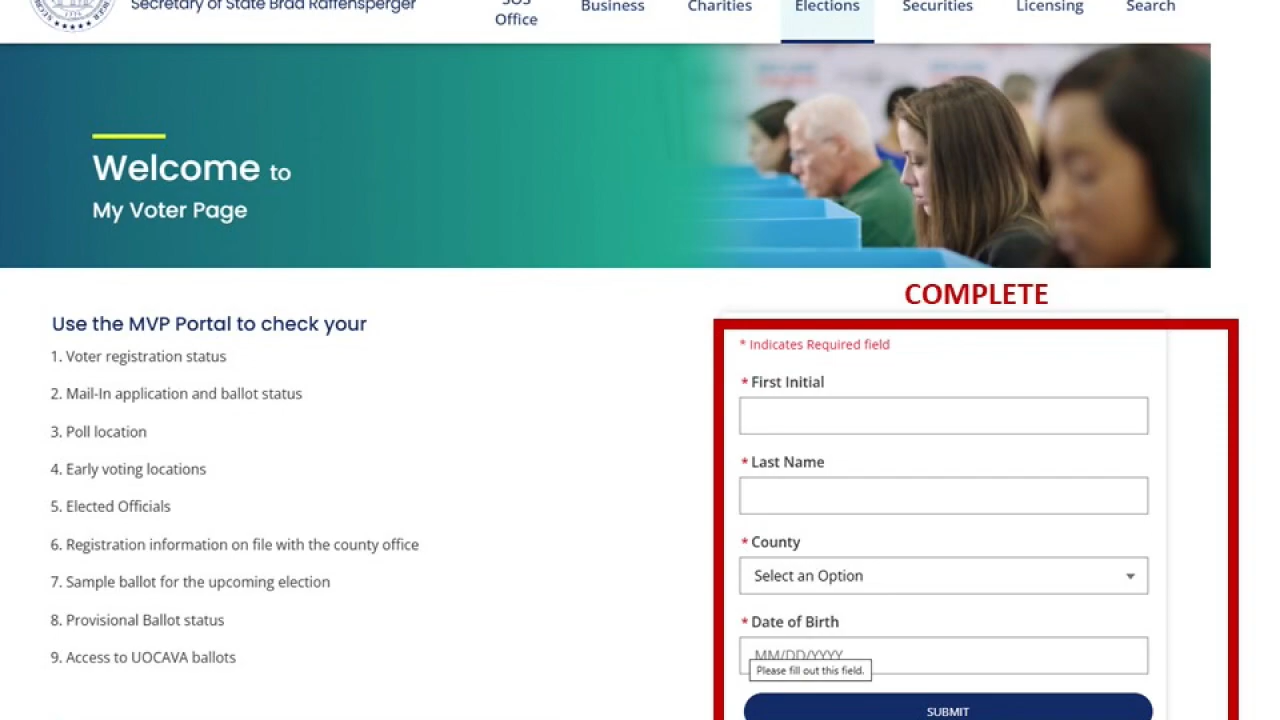 Secretary of State Brad Raffensperger
SOS
Office
Business
Charities
Elections
Securities
Licensing
Search
Welcome to
My Voter Page
COMPLETE
Use the MVP Portal to check your
1. Voter registration status
2. Mail-In application and ballot status
3. Poll location
4. Early voting locations
5. Elected Officials
6. Registration information on file with the county office
7. Sample ballot for the upcoming election
8. Provisional Ballot status
9. Access to UOCAVA ballots
* Indicates Required field
* First Initial
* Last Name
* County
Select an Option
* Date of Birth
MM/DD/YYYY
Please fill out this field.
SUBMIT